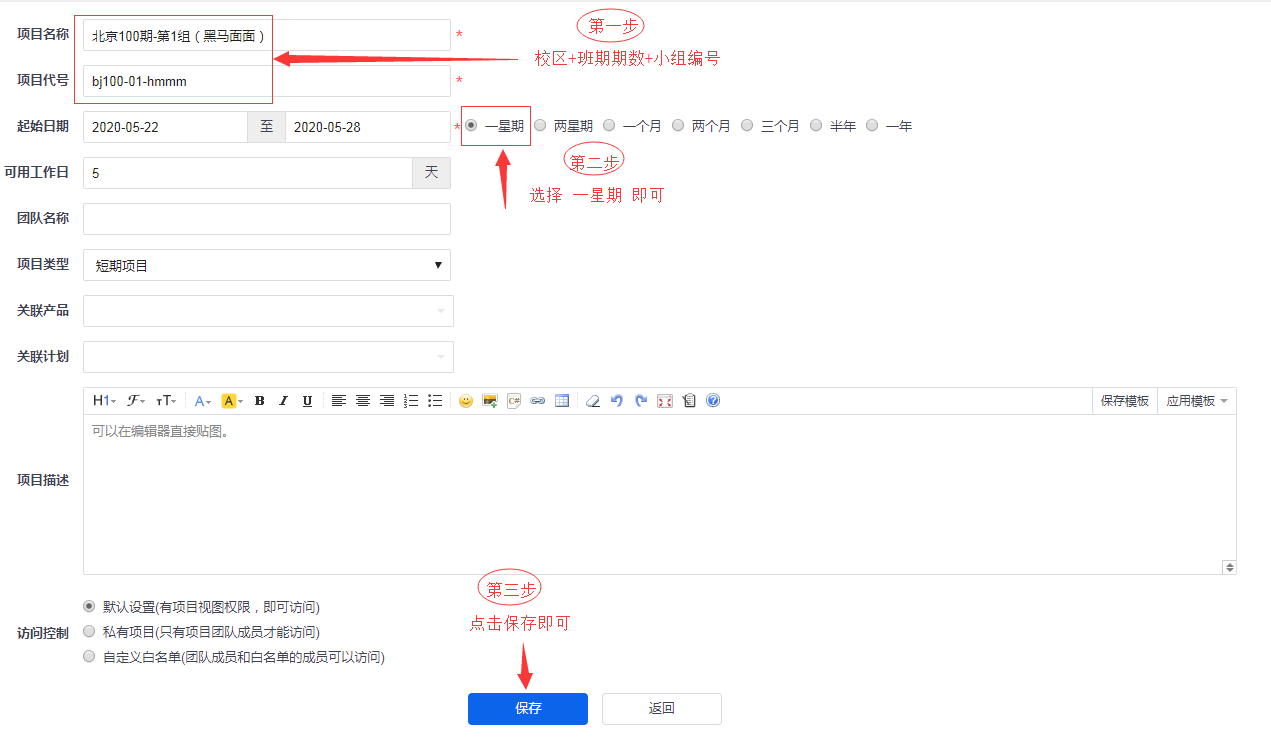 第一步
项目名称 北京100期-第1组（黑马面面） *
校区+班期期数+小组编号
项目代号 bj100-01-hmmm *
起始日期 2020-05-22 至 2020-05-28 * 一星期 两星期 一个月 两个月 三个月 半年 一年
第二步
可用工作日 5 天
选择 一星期 即可
团队名称
项目类型 短期项目
关联产品
关联计划
H1 F тT A A B I U C# 保存模板 应用模板
可以在编辑器直接贴图。
项目描述
第三步
默认设置(有项目视图权限，即可访问)
点击保存即可
访问控制 私有项目(只有项目团队成员才能访问)
自定义白名单(团队成员和白名单的成员可以访问)
保存 返回